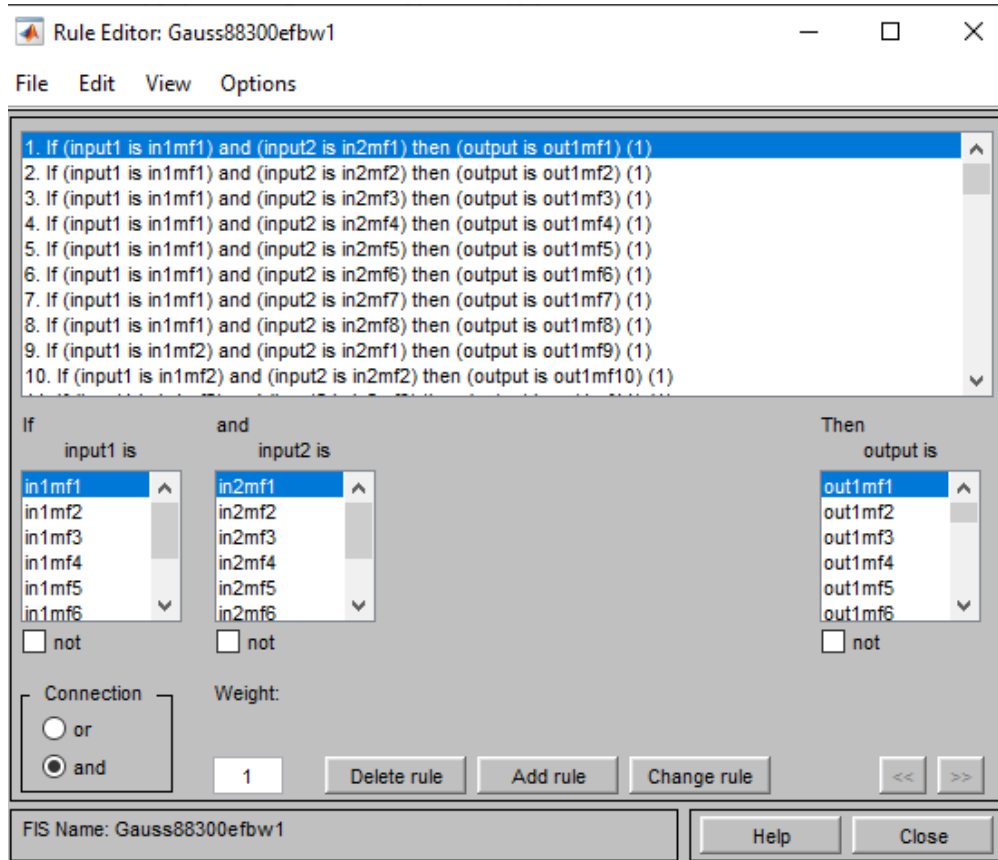 Rule Editor: Gauss88300efbw1
File Edit View Options
1. If (input1 is in1mf1) and (input2 is in2mf1) then (output is out1mf1) (1)
2. If (input1 is in1mf1) and (input2 is in2mf2) then (output is out1mf2) (1)
3. If (input1 is in1mf1) and (input2 is in2mf3) then (output is out1mf3) (1)
4. If (input1 is in1mf1) and (input2 is in2mf4) then (output is out1mf4) (1)
5. If (input1 is in1mf1) and (input2 is in2mf5) then (output is out1mf5) (1)
6. If (input1 is in1mf1) and (input2 is in2mf6) then (output is out1mf6) (1)
7. If (input1 is in1mf1) and (input2 is in2mf7) then (output is out1mf7) (1)
8. If (input1 is in1mf1) and (input2 is in2mf8) then (output is out1mf8) (1)
9. If (input1 is in1mf2) and (input2 is in2mf1) then (output is out1mf9) (1)
10. If (input1 is in1mf2) and (input2 is in2mf2) then (output is out1mf10) (1)
If and Then
input1 is input2 is output is
in1mf1 in2mf1 out1mf1
in1mf2 in2mf2 out1mf2
in1mf3 in2mf3 out1mf3
in1mf4 in2mf4 out1mf4
in1mf5 in2mf5 out1mf5
in1mf6 in2mf6 out1mf6
not not not
Connection Weight:
or
and 1 Delete rule Add rule Change rule << >>
FIS Name: Gauss88300efbw1 Help Close